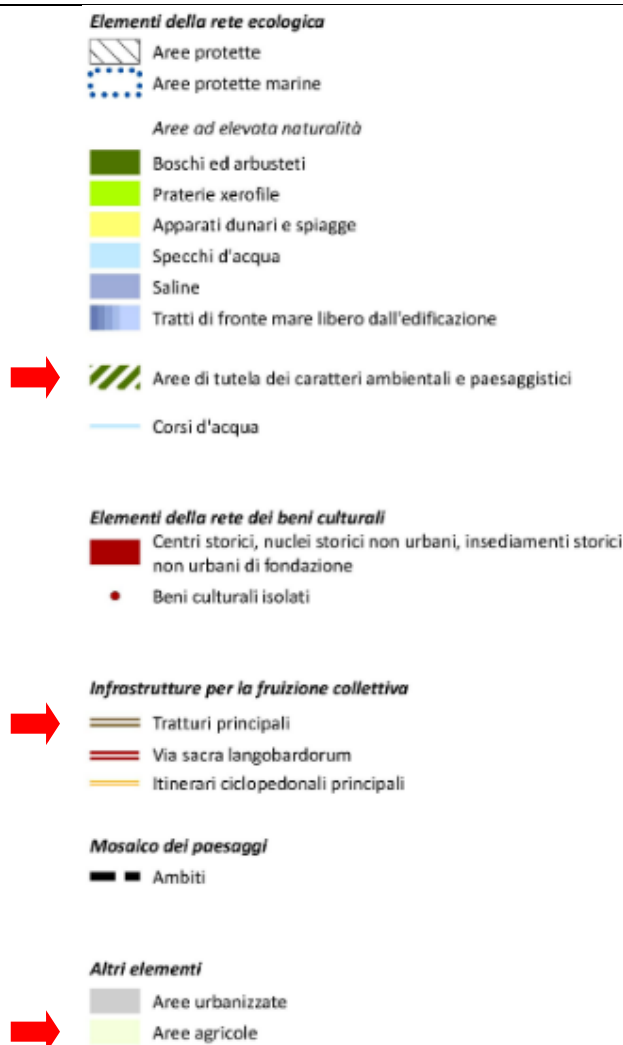 Elementi della rete ecologica
Aree protette
Aree protette marine
Aree ad elevata naturalità
Boschi ed arbusteti
Praterie xerofile
Apparati dunari e spiagge
Specchi d'acqua
Saline
Tratti di fronte mare libero dall'edificazione
Aree di tutela dei caratteri ambientali e paesaggistici
Corsi d'acqua
Elementi della rete dei beni culturali
Centri storici, nuclei storici non urbani, insediamenti storici
non urbani di fondazione
Beni culturali isolati
Infrastrutture per la fruizione collettiva
Tratturi principali
Via sacra langobardorum
Itinerari ciclopedonali principali
Mosaico dei paesaggi
Ambiti
Altri elementi
Aree urbanizzate
Aree agricole